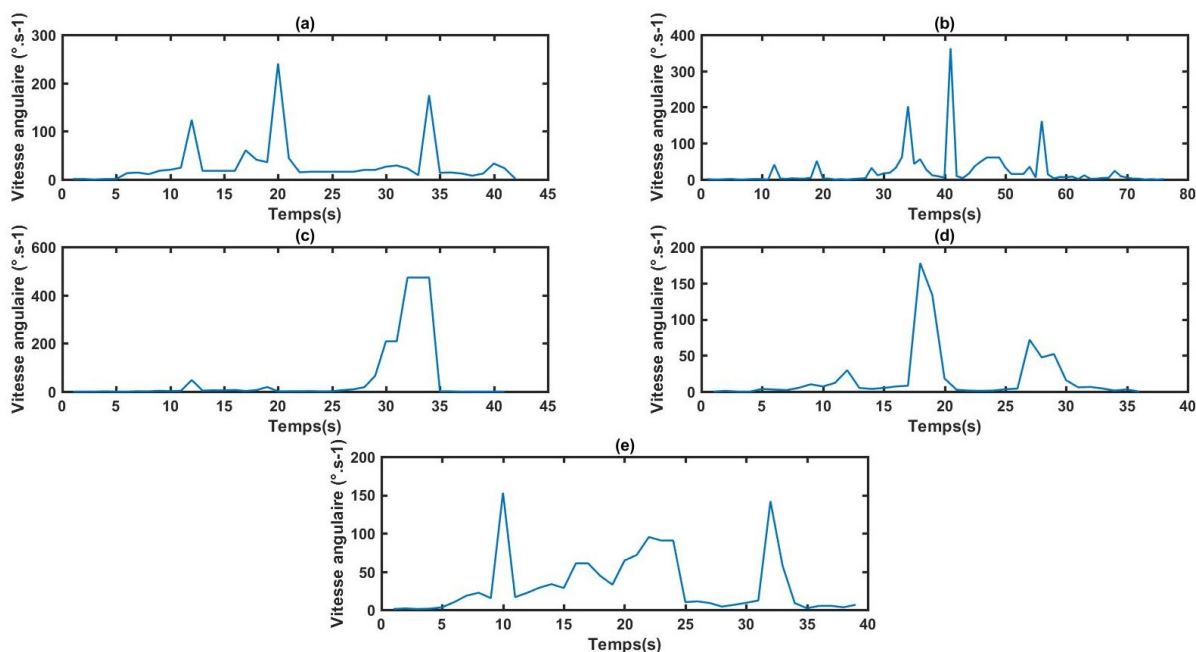 (a)
Vitesse angulaire (°.s-1)
300
200
100
0
0 5 10 15 20 25 30 35 40 45
Temps(s)
(b)
Vitesse angulaire (°.s-1)
400
300
200
100
0
0 10 20 30 40 50 60 70 80
Temps(s)
(c)
Vitesse angulaire (°.s-1)
600
400
200
0
0 5 10 15 20 25 30 35 40 45
Temps(s)
(d)
Vitesse angulaire (°.s-1)
200
150
100
50
0
0 5 10 15 20 25 30 35 40
Temps(s)
(e)
Vitesse angulaire (°.s-1)
200
150
100
50
0
0 5 10 15 20 25 30 35 40
Temps(s)